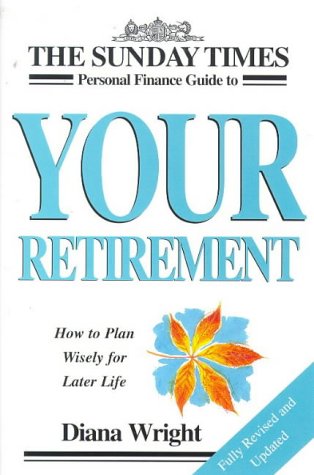 THE SUNDAY TIMES
Personal Finance Guide to
YOUR
RETIREMENT
How to Plan
Wisely for
Later Life
Diana Wright
Fully Revised and
Updated